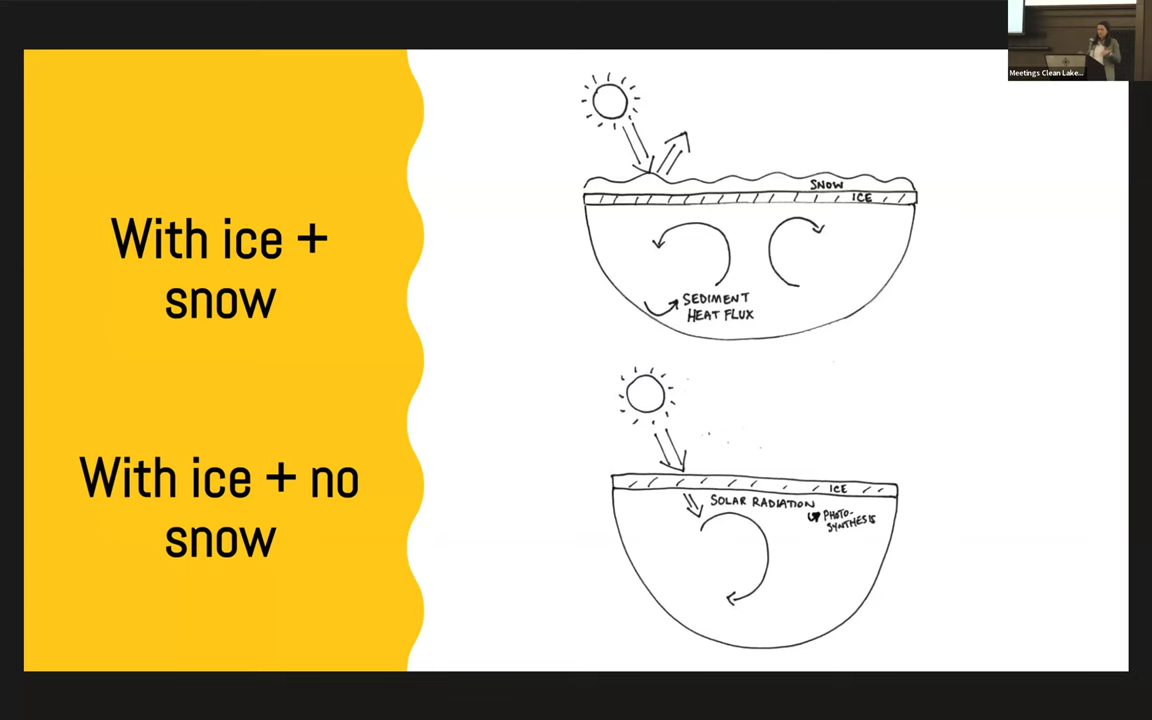 Meetings Clean Lake...
With ice +
snow
SNOW
ICE
SEDIMENT
HEAT FLUX
With ice + no
snow
ICE
SOLAR RADIATION
PHOTO-
SYNTHESIS